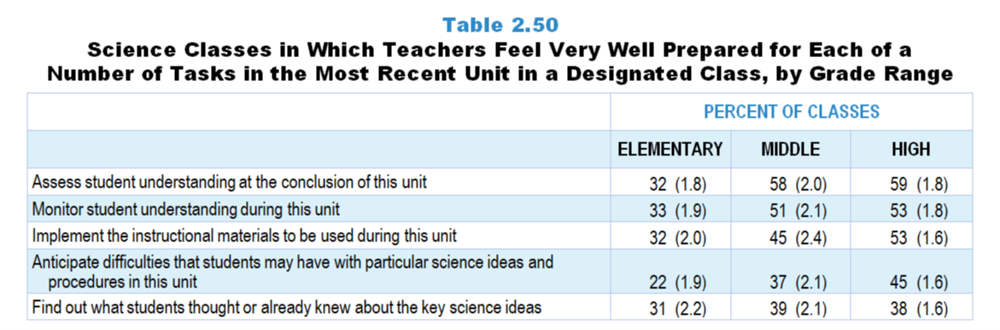 Table 2.50
Science Classes in Which Teachers Feel Very Well Prepared for Each of a
Number of Tasks in the Most Recent Unit in a Designated Class, by Grade Range
PERCENT OF CLASSES
ELEMENTARY MIDDLE HIGH
Assess student understanding at the conclusion of this unit 32 (1.8) 58 (2.0) 59 (1.8)
Monitor student understanding during this unit 33 (1.9) 51 (2.1) 53 (1.8)
Implement the instructional materials to be used during this unit 32 (2.0) 45 (2.4) 53 (1.6)
Anticipate difficulties that students may have with particular science ideas and
procedures in this unit 22 (1.9) 37 (2.1) 45 (1.6)
Find out what students thought or already knew about the key science ideas 31 (2.2) 39 (2.1) 38 (1.6)